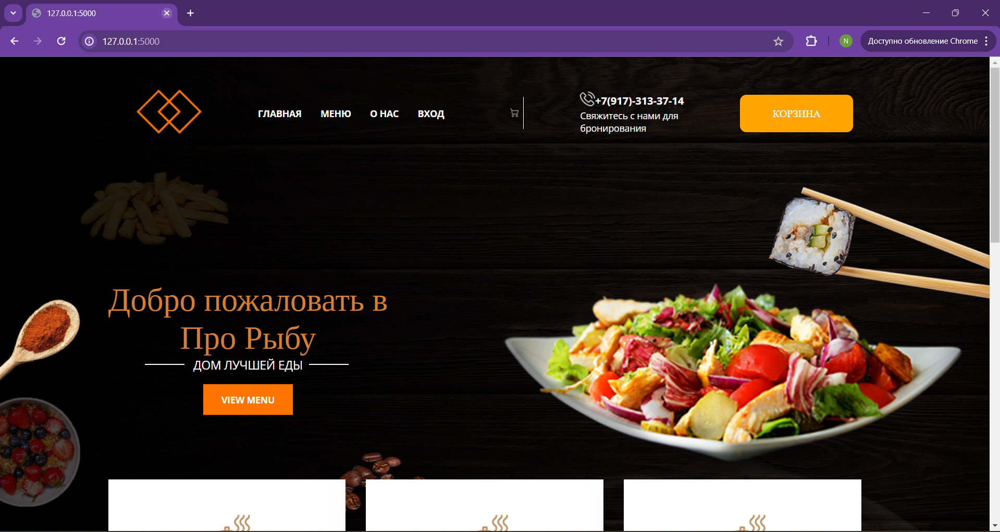 127.0.0.1:5000
127.0.0.1:5000
N
Доступно обновление Chrome
ГЛАВНАЯ МЕНЮ О НАС ВХОД
+7(917)-313-37-14
Свяжитесь с нами для
бронирования
КОРЗИНА
Добро пожаловать в
Про Рыбу
ДОМ ЛУЧШЕЙ ЕДЫ
VIEW MENU